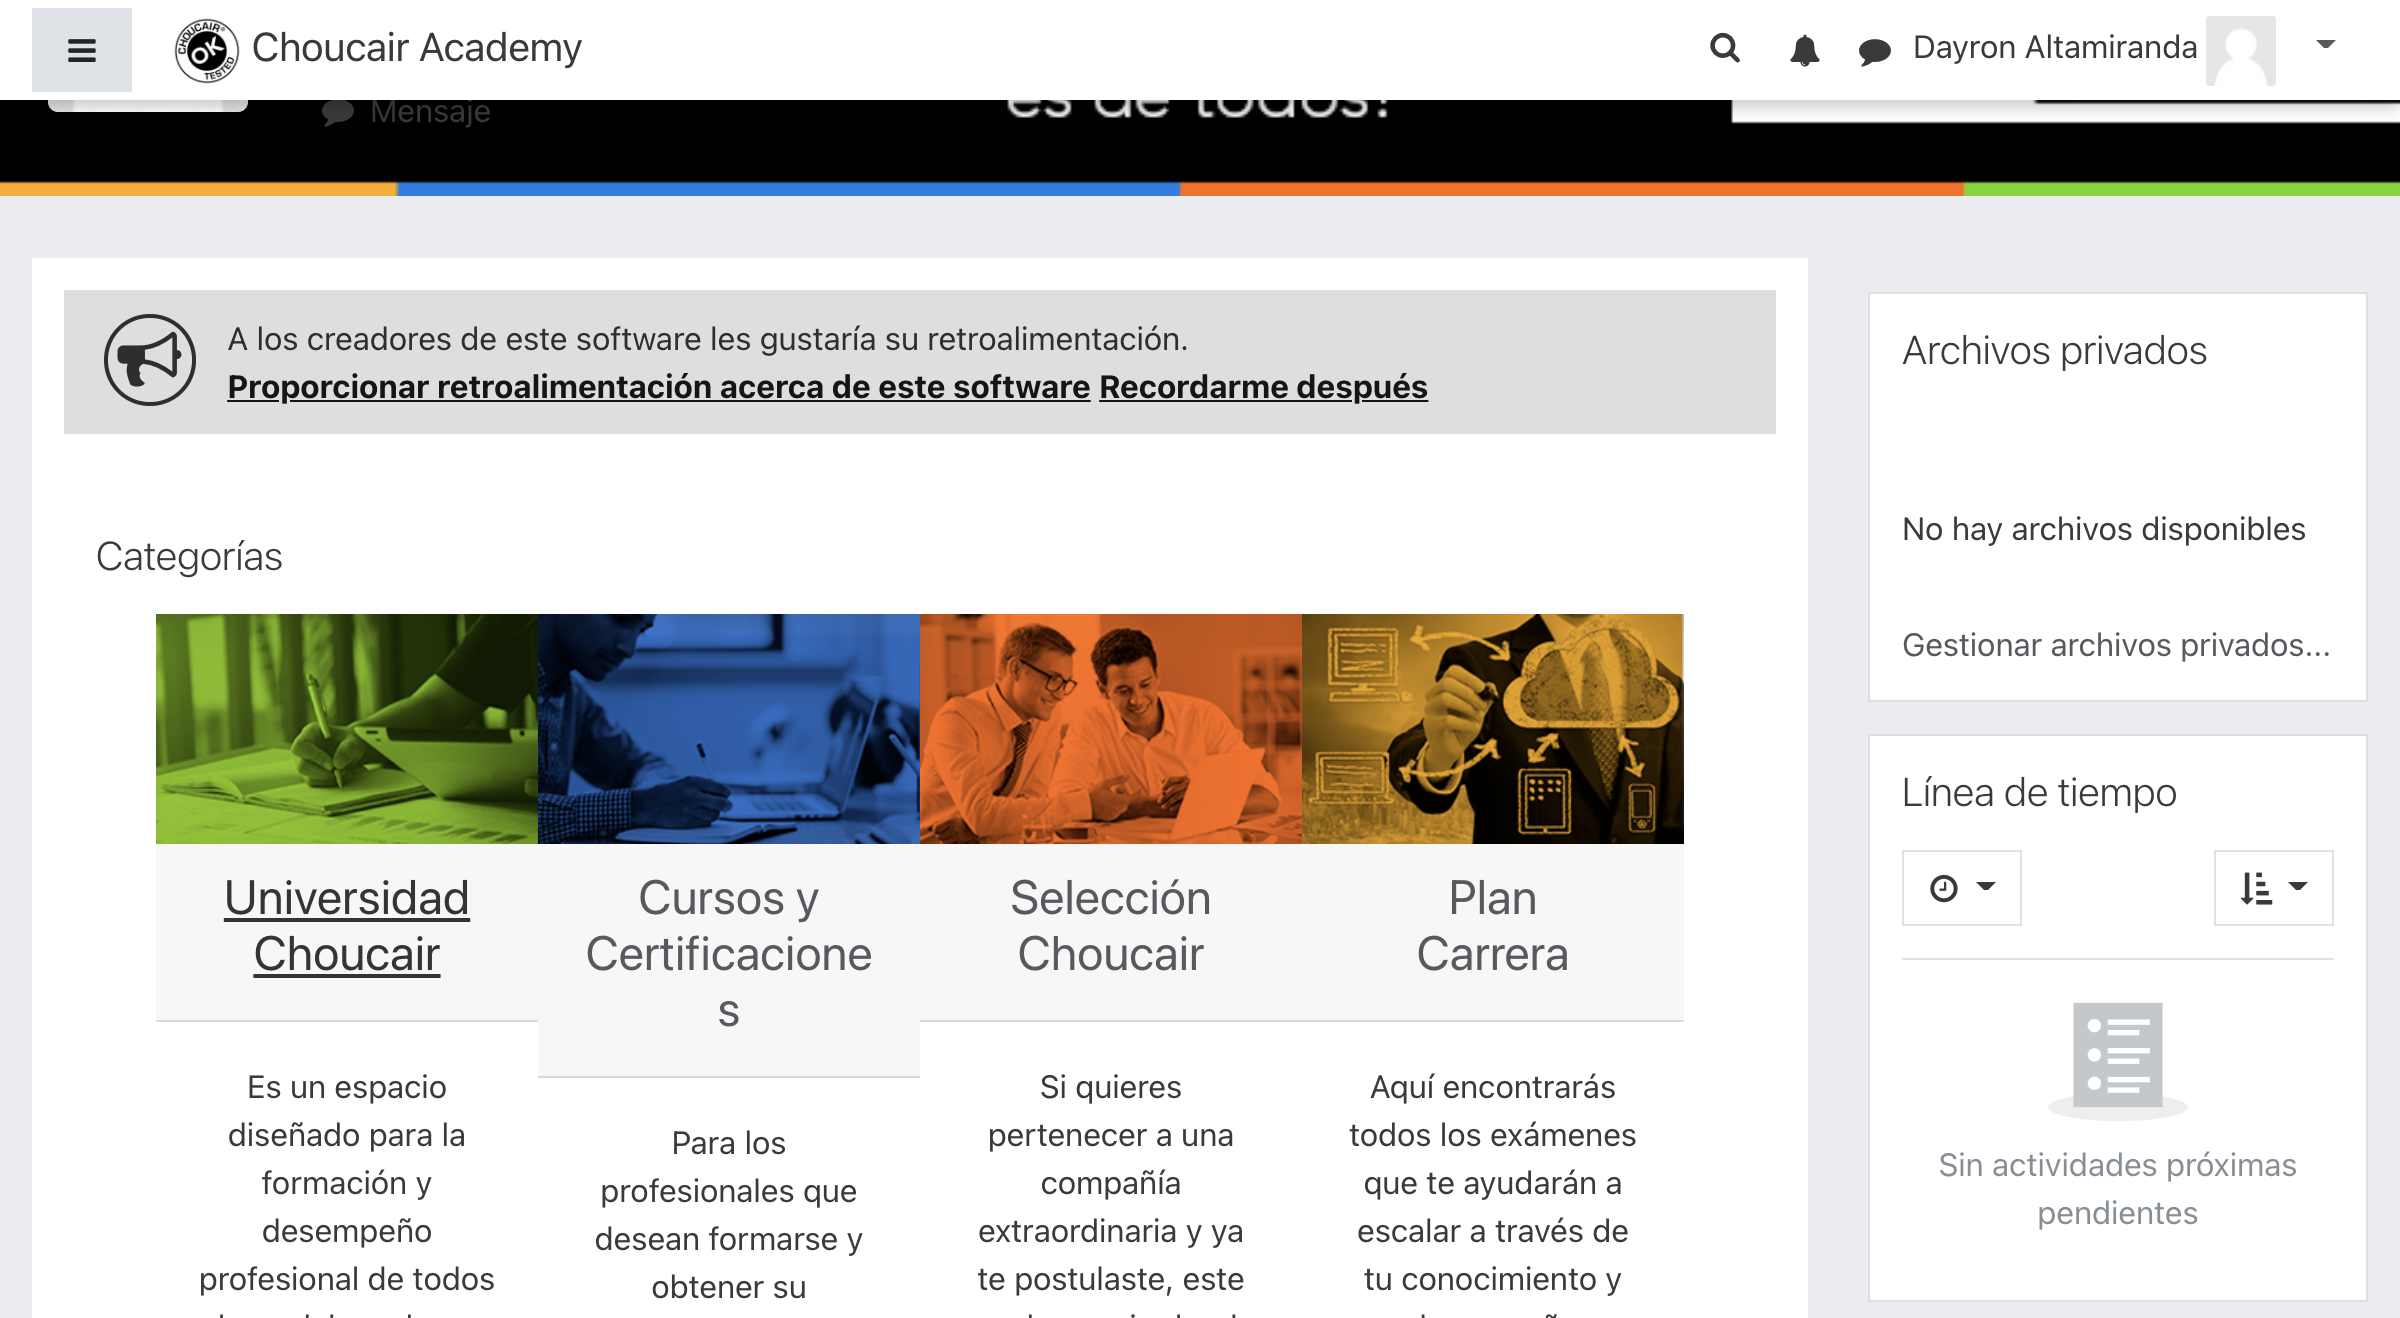 CHOUCAIR
OK
TESTED
Choucair Academy
Dayron Altamiranda
Mensaje
es de todos!
A los creadores de este software les gustaría su retroalimentación.
Proporcionar retroalimentación acerca de este software Recordarme después
Categorías
Universidad
Choucair
Es un espacio
diseñado para la
formación y
desempeño
profesional de todos
Cursos y
Certificacione
s
Para los
profesionales que
desean formarse y
obtener su
Selección
Choucair
Si quieres
pertenecer a una
compañía
extraordinaria y ya
te postulaste, este
Plan
Carrera
Aquí encontrarás
todos los exámenes
que te ayudarán a
escalar a través de
tu conocimiento y
Archivos privados
No hay archivos disponibles
Gestionar archivos privados...
Línea de tiempo
Sin actividades próximas
pendientes